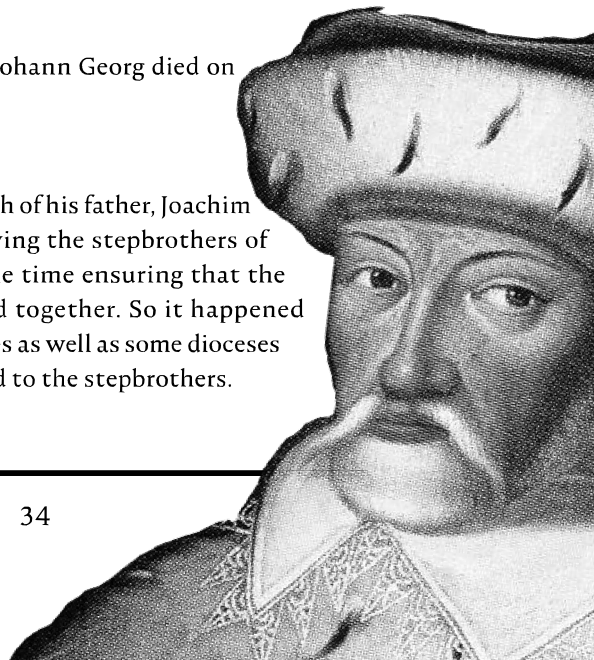 ohann Georg died on
h of his father, Joachim
ing the stepbrothers of
e time ensuring that the
d together. So it happened
s as well as some dioceses
d to the stepbrothers.
34